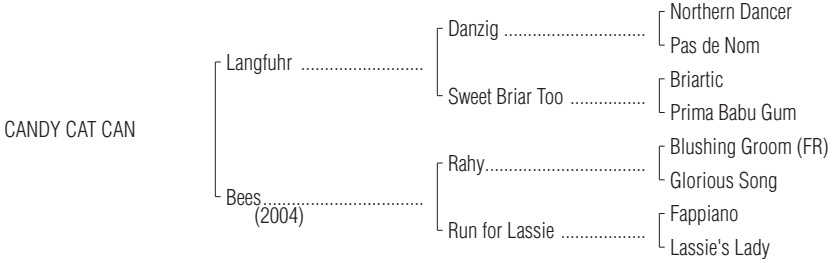 CANDY CAT CAN
Langfuhr ........................
Bees................................
(2004)
Danzig ............................
Sweet Briar Too ...............
Rahy................................
Run for Lassie .................
Northern Dancer
Pas de Nom
Briartic
Prima Babu Gum
Blushing Groom (FR)
Glorious Song
Fappiano
Lassie's Lady